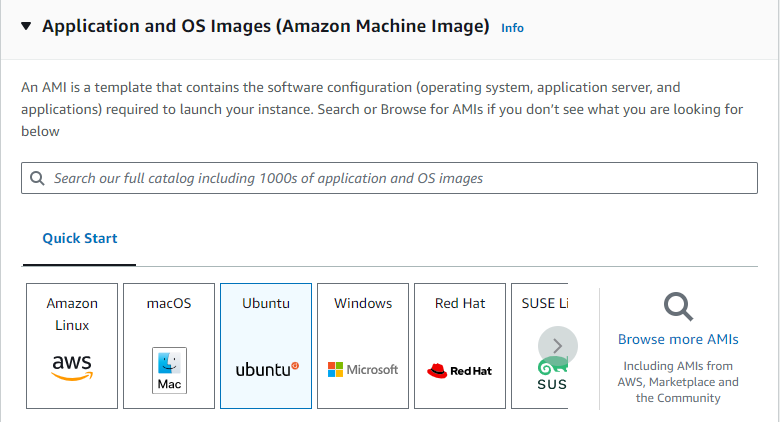 Application and OS Images (Amazon Machine Image) Info
An AMI is a template that contains the software configuration (operating system, application server, and
applications) required to launch your instance. Search or Browse for AMIs if you don't see what you are looking for
below
Search our full catalog including 1000s of application and OS images
Quick Start
Amazon
Linux
aws
macOS
Mac
Ubuntu
ubuntu
Windows
Microsoft
Red Hat
Red Hat
SUSE Li
SUS
Browse more AMIs
Including AMIs from
AWS, Marketplace and
the Community